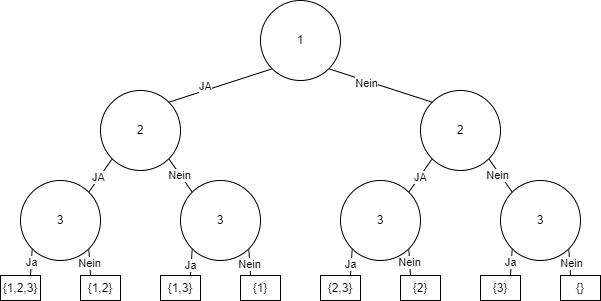 1
JA
Nein
2
2
JA
Nein
JA
Nein
3
3
3
3
Ja
Nein
Ja
Nein
Ja
Nein
Ja
Nein
{1,2,3}
{1,2}
{1,3}
{1}
{2,3}
{2}
{3}
{}